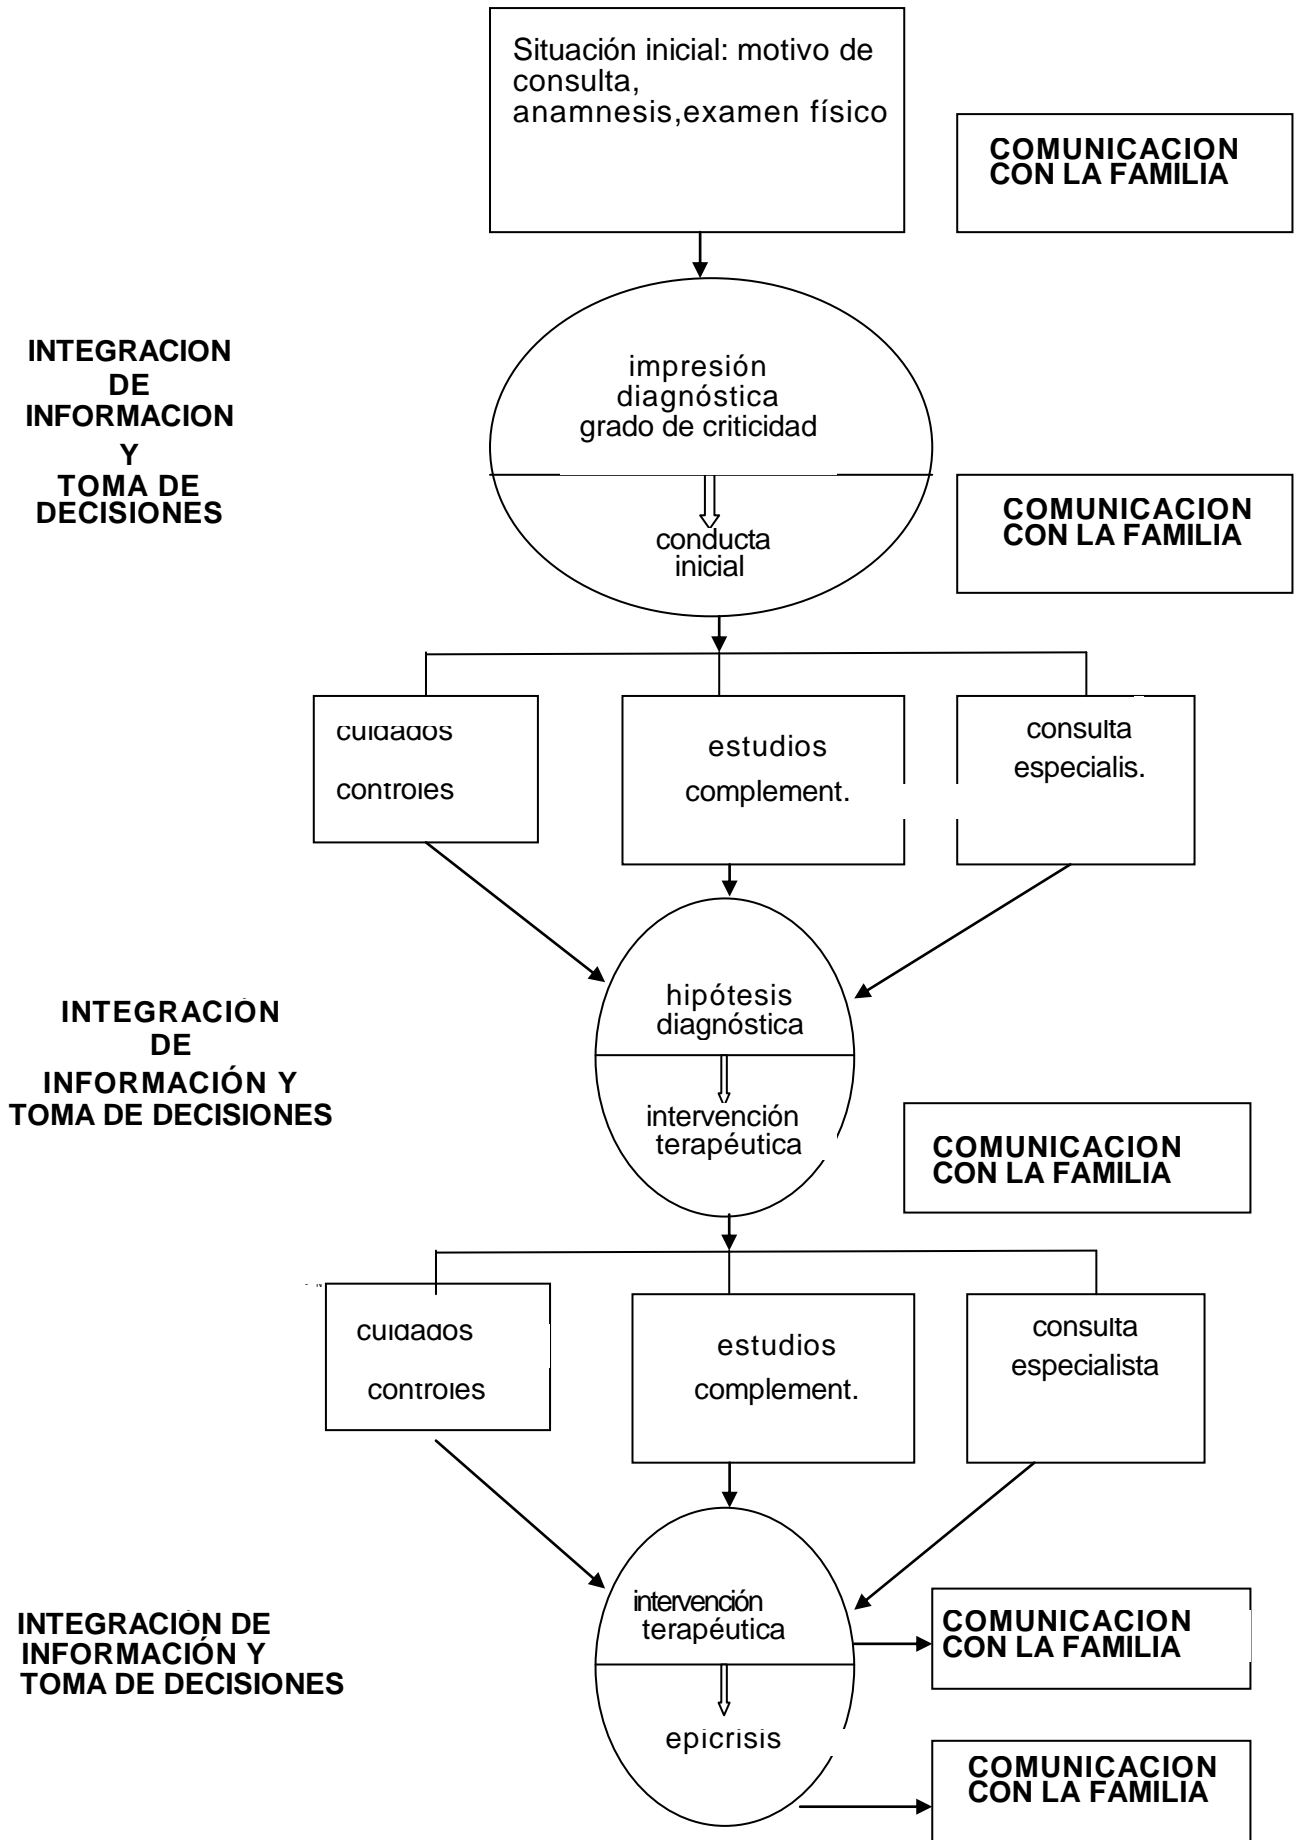 Situación inicial: motivo de
consulta,
anamnesis,examen físico
COMUNICACION
CON LA FAMILIA
INTEGRACION
DE
INFORMACION
Y
TOMA DE
DECISIONES
impresión
diagnóstica
grado de criticidad
conducta
inicial
COMUNICACION
CON LA FAMILIA
cuidados
controles
estudios
complement.
consulta
especialis.
INTEGRACIÓN
DE
INFORMACIÓN Y
TOMA DE DECISIONES
hipótesis
diagnóstica
intervención
terapéutica
COMUNICACION
CON LA FAMILIA
cuidados
controles
estudios
complement.
consulta
especialista
INTEGRACIÓN DE
INFORMACIÓN Y
TOMA DE DECISIONES
intervención
terapéutica
epicrisis
COMUNICACION
CON LA FAMILIA
COMUNICACION
CON LA FAMILIA